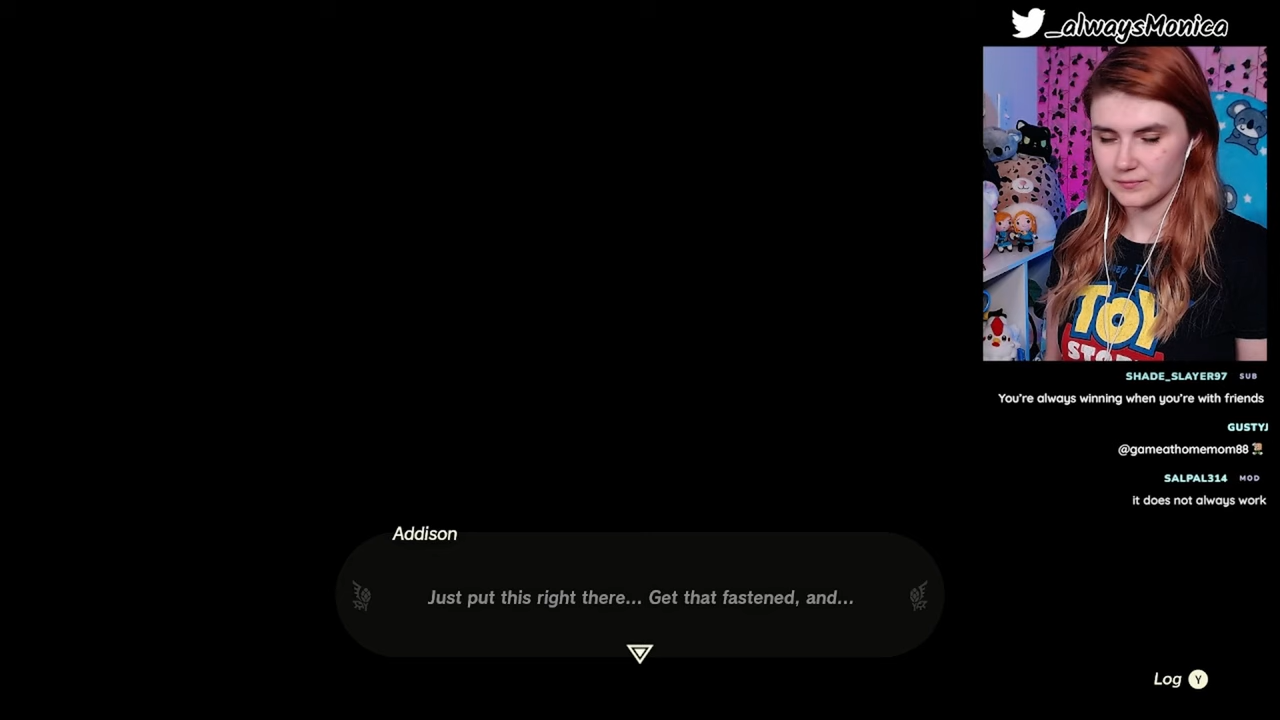 _alwaysMonica
TOY
SHADE_SLAYER97 SUB
You're always winning when you're with friends
GUSTYJ
@gameathomemom88
SALPAL314 MOD
it does not always work
Addison
Just put this right there... Get that fastened, and...
Log Y